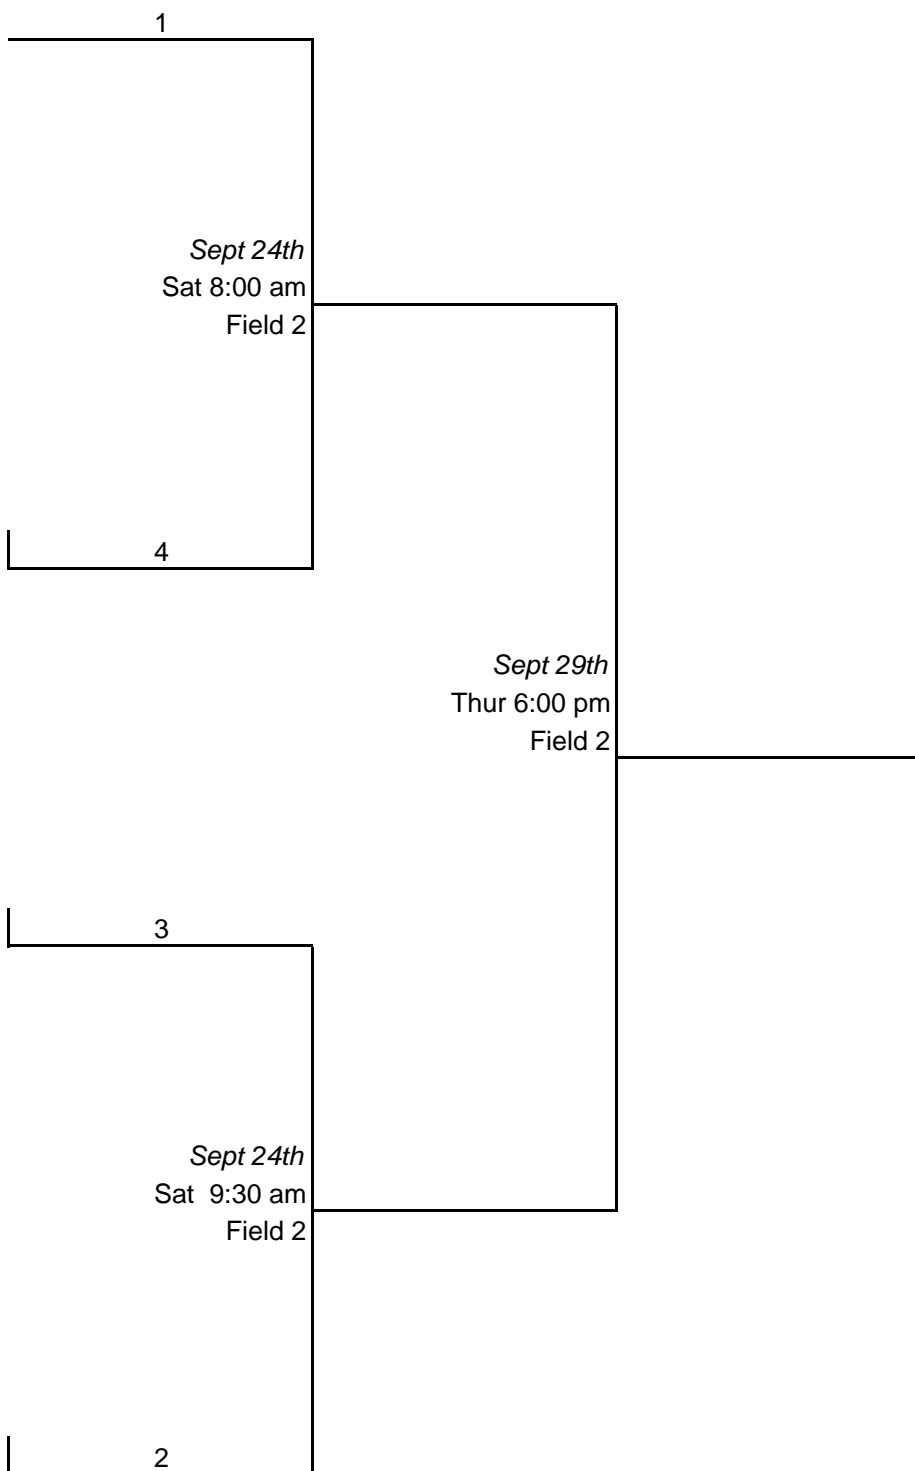 1
Sept 24th
Sat 8:00 am
Field 2
4
Sept 29th
Thur 6:00 pm
Field 2
3
Sept 24th
Sat  9:30 am
Field 2
2